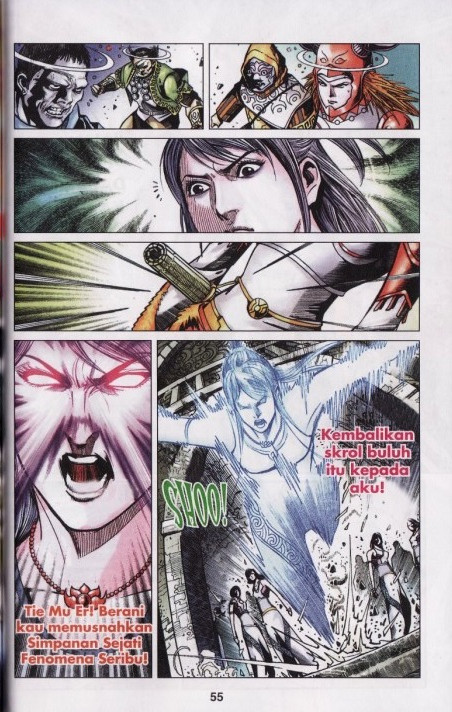 Kembalikan
skrol buluh
itu kepada
aku!
SHOO!
Tie Mu Er! Berani
kau memusnahkan
Simpanan Sejati
Fenomena Seribu!
55